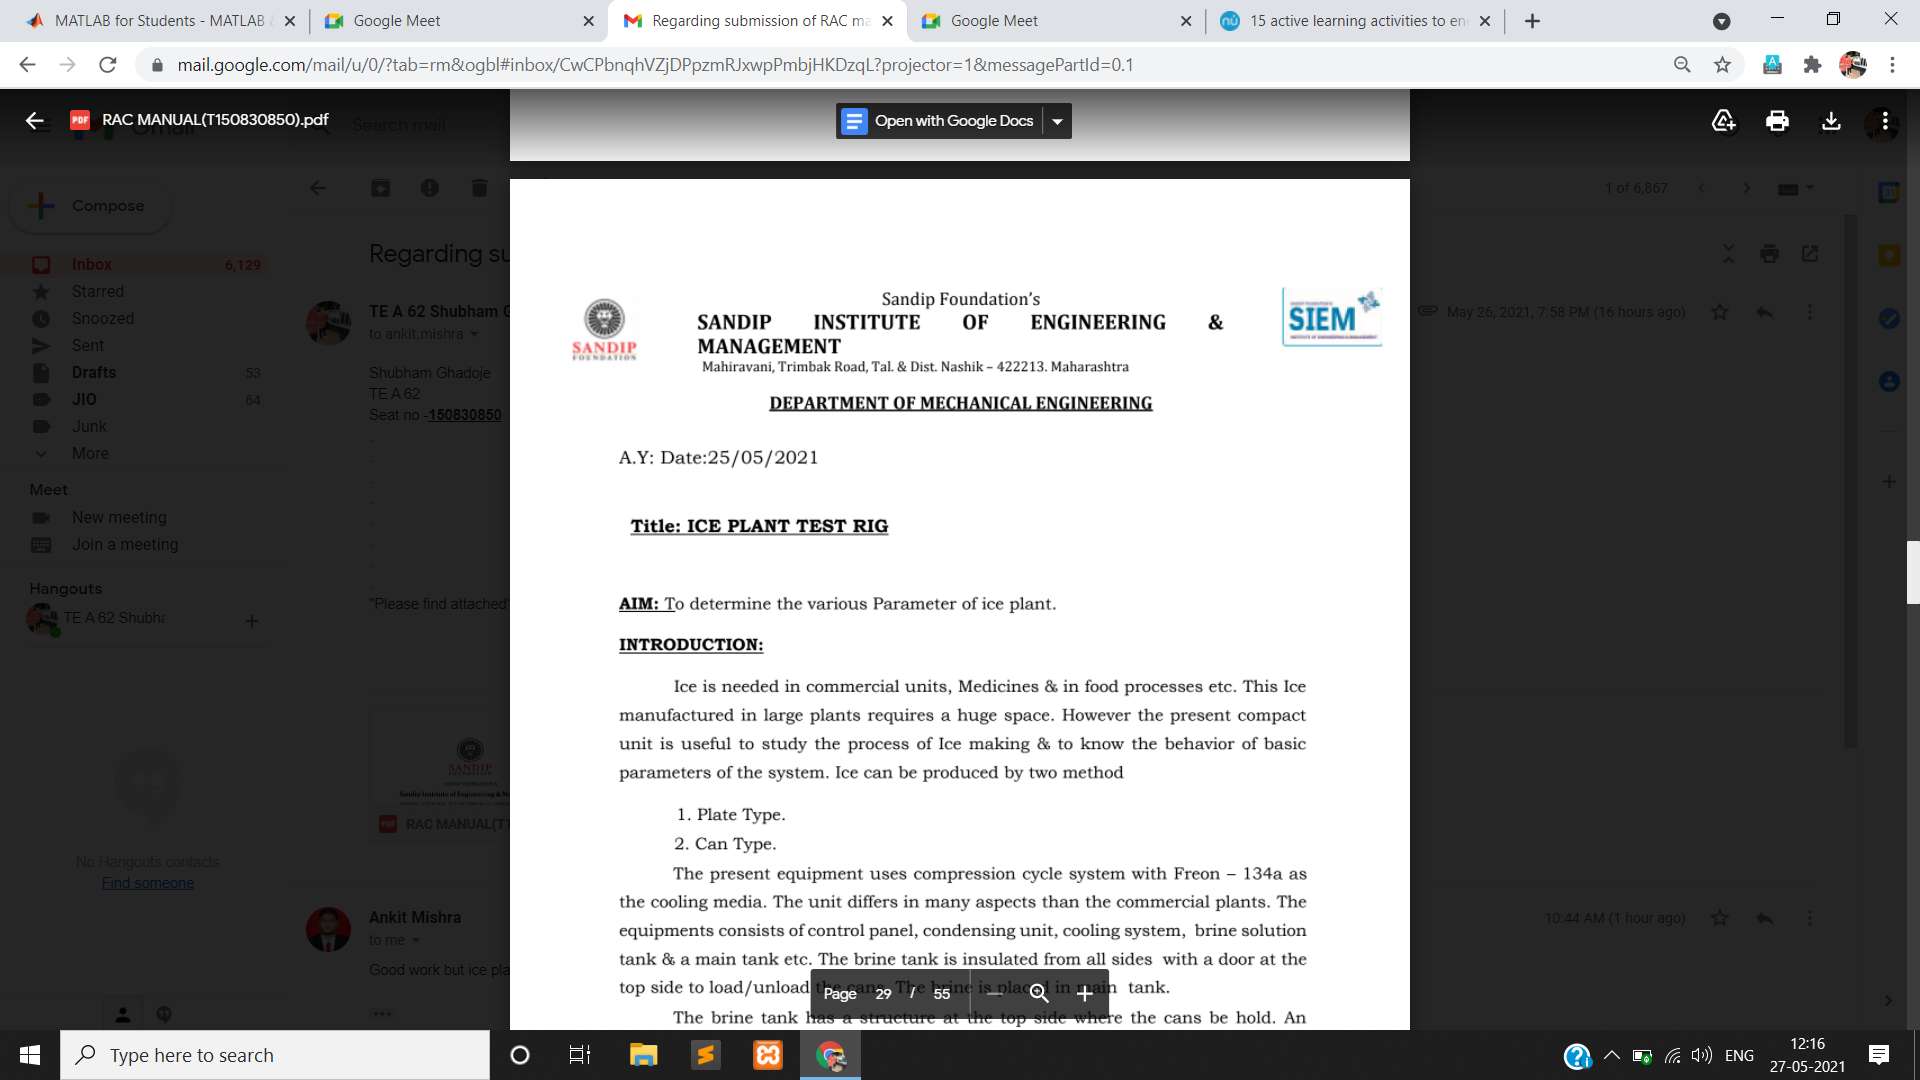 MATLAB for Students - MATLAB &
Google Meet
Regarding submission of RAC ma
Google Meet
15 active learning activities to en
mail.google.com/mail/u/0/?tab=rm&ogbl#inbox/CwCPbnqhVZjDPpzmRJxwpPmbjHKDzqL?projector=1&messagePartId=0.1
PDF RAC MANUAL(T150830850).pdf
Open with Google Docs
Gmail
Search mail
Compose
1 of 6,867
Inbox 6,129
Starred
Snoozed
Sent
Drafts 53
JIO 64
Junk
More
Meet
New meeting
Join a meeting
Hangouts
TE A 62 Shubha
No Hangouts contacts
Find someone
Regarding su
TE A 62 Shubham G
to ankit.mishra
May 26, 2021, 7:58 PM (16 hours ago)
Shubham Ghadoje
TE A 62
Seat no -150830850
"Please find attached"
SANDIP
PDF RAC MANUAL(T1
Ankit Mishra
to me
10:44 AM (1 hour ago)
Good work but ice pla
SANDIP
FOUNDATION
Sandip Foundation's
SANDIP INSTITUTE OF ENGINEERING &
MANAGEMENT
Mahiravani, Trimbak Road, Tal. & Dist. Nashik – 422213. Maharashtra
SIEM
DEPARTMENT OF MECHANICAL ENGINEERING
A.Y: Date:25/05/2021
Title: ICE PLANT TEST RIG
AIM: To determine the various Parameter of ice plant.
INTRODUCTION:
Ice is needed in commercial units, Medicines & in food processes etc. This Ice
manufactured in large plants requires a huge space. However the present compact
unit is useful to study the process of Ice making & to know the behavior of basic
parameters of the system. Ice can be produced by two method
1. Plate Type.
2. Can Type.
The present equipment uses compression cycle system with Freon – 134a as
the cooling media. The unit differs in many aspects than the commercial plants. The
equipments consists of control panel, condensing unit, cooling system, brine solution
tank & a main tank etc. The brine tank is insulated from all sides with a door at the
top side to load/unload the cans. The brine is placed in main tank.
The brine tank has a structure at the top side where the cans be hold. An
Page 29 / 55
Type here to search
ENG
12:16
27-05-2021